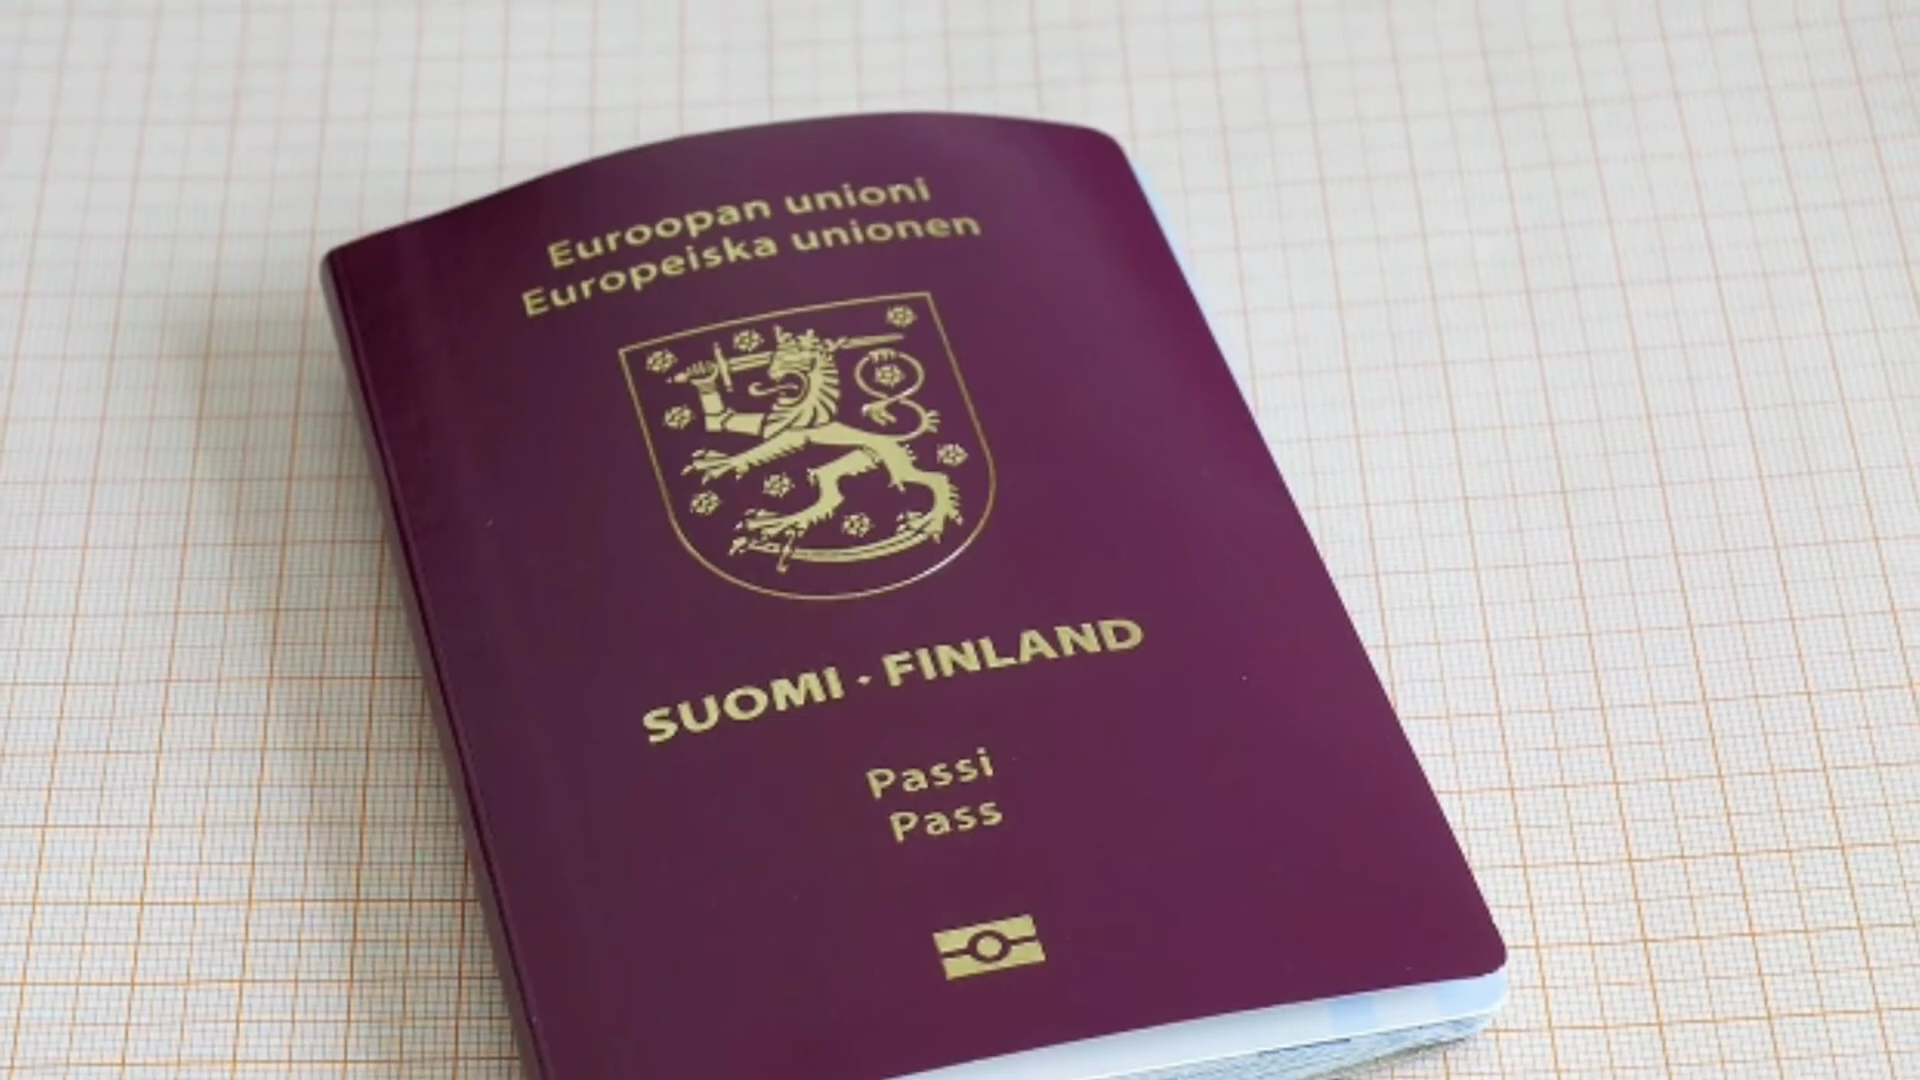 Euroopan unioni
Europeiska unionen
SUOMI · FINLAND
Passi
Pass